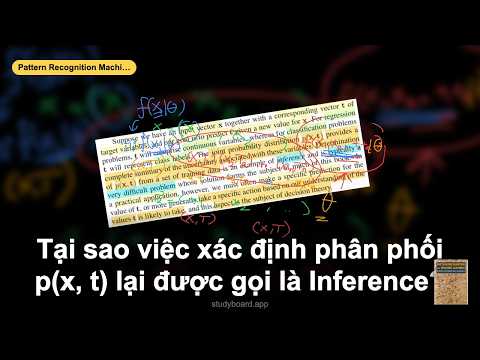 Pattern Recognition Machi...
f(x|θ)
Suppose we have an input vector x together with a corresponding vector t of
target variables, and our goal is to predict t given a new value for x. For regression
problems, t will comprise continuous variables, whereas for classification problems
t will represent class labels. The joint probability distribution p(x, t) provides a
complete summary of the uncertainty associated with these variables. Determination
of p(x, t) from a set of training data is an example of inference and is typically a
very difficult problem whose solution forms the subject of much of this book. In
a practical application, however, we must often make a specific prediction for the
value of t, or more generally take a specific action based on our understanding of the
values t is likely to take, and this aspect is the subject of decision theory.
(x,T)
(x,T)
θ
Tại sao việc xác định phân phối
p(x, t) lại được gọi là Inference
studyboard.app